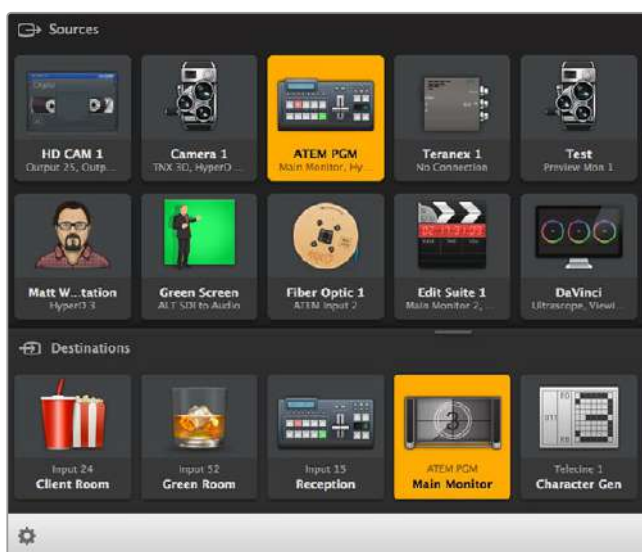 Sources
HD CAM 1
Output 25, Outp...
Camera 1
TNX 3D, HyperD ...
ATEM PGM
Main Monitor, Hy...
Teranex 1
No Connection
Test
Preview Mon 1
Matt W...tation
HyperD 3
Green Screen
ALT SDI to Audio
Fiber Optic 1
ATEM Input 2
Edit Suite 1
Main Monitor 2, ...
DaVinci
Ultrascope, Viewi...
Destinations
Input 24
Client Room
Input 52
Green Room
Input 15
Reception
3
ATEM PGM
Main Monitor
Telecine 1
Character Gen